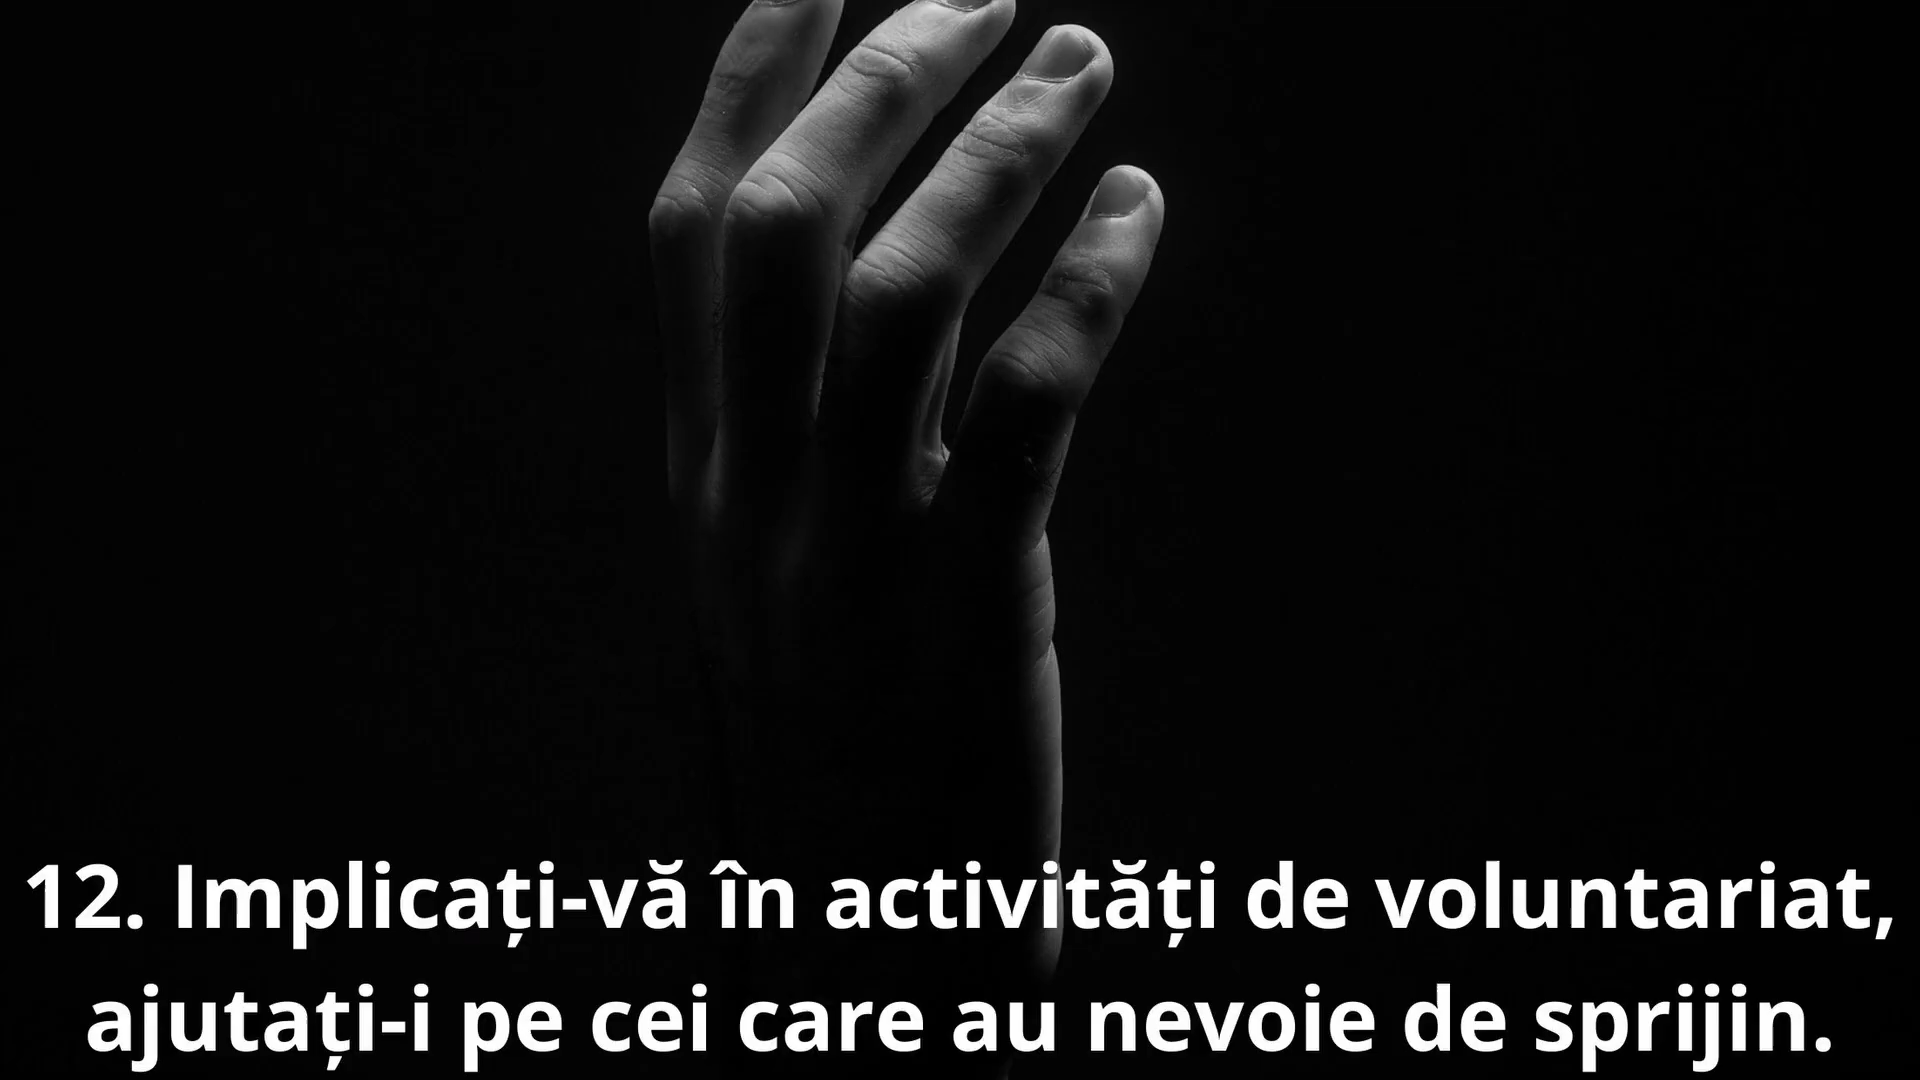 12. Implicați-vă în activități de voluntariat,
ajutați-i pe cei care au nevoie de sprijin.